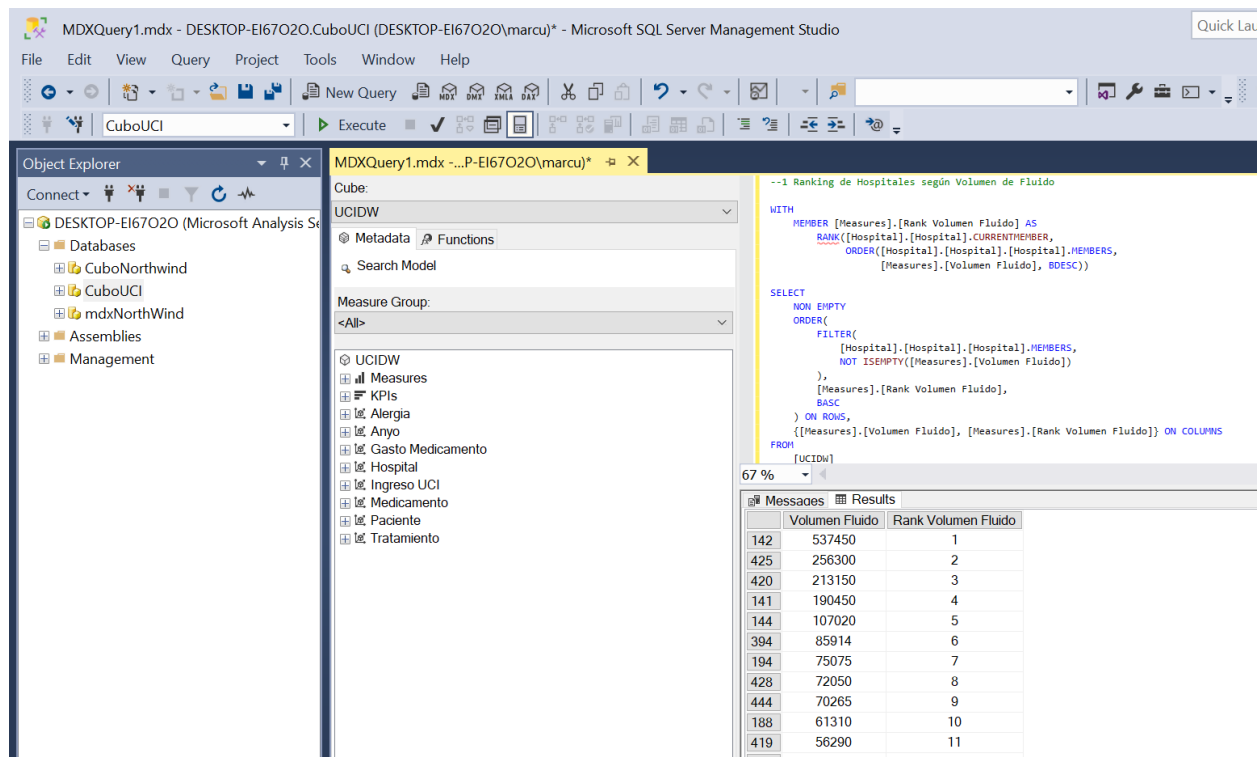 MDXQuery1.mdx - DESKTOP-EI67O2O.CuboUCI (DESKTOP-EI67O2O\marcu)* - Microsoft SQL Server Management Studio
Quick Lau
File Edit View Query Project Tools Window Help
New Query MDX DMX XMLA DAX
CuboUCI Execute
Object Explorer
Connect
DESKTOP-EI67O2O (Microsoft Analysis Se
Databases
CuboNorthwind
CuboUCI
mdxNorthWind
Assemblies
Management
MDXQuery1.mdx -...P-EI67O2O\marcu)*
Cube:
UCIDW
Metadata Functions
Search Model
Measure Group:
<All>
UCIDW
Measures
KPIs
Alergia
Anyo
Gasto Medicamento
Hospital
Ingreso UCI
Medicamento
Paciente
Tratamiento
--1 Ranking de Hospitales según Volumen de Fluido
WITH
MEMBER [Measures].[Rank Volumen Fluido] AS
RANK([Hospital].[Hospital].CURRENTMEMBER,
ORDER([Hospital].[Hospital].[Hospital].MEMBERS,
[Measures].[Volumen Fluido], BDESC))
SELECT
NON EMPTY
ORDER(
FILTER(
[Hospital].[Hospital].[Hospital].MEMBERS,
NOT ISEMPTY([Measures].[Volumen Fluido])
),
[Measures].[Rank Volumen Fluido],
BASC
) ON ROWS,
{[Measures].[Volumen Fluido], [Measures].[Rank Volumen Fluido]} ON COLUMNS
FROM
[UCIDW]
67 %
Messages Results
Volumen Fluido Rank Volumen Fluido
142 537450 1
425 256300 2
420 213150 3
141 190450 4
144 107020 5
394 85914 6
194 75075 7
428 72050 8
444 70265 9
188 61310 10
419 56290 11